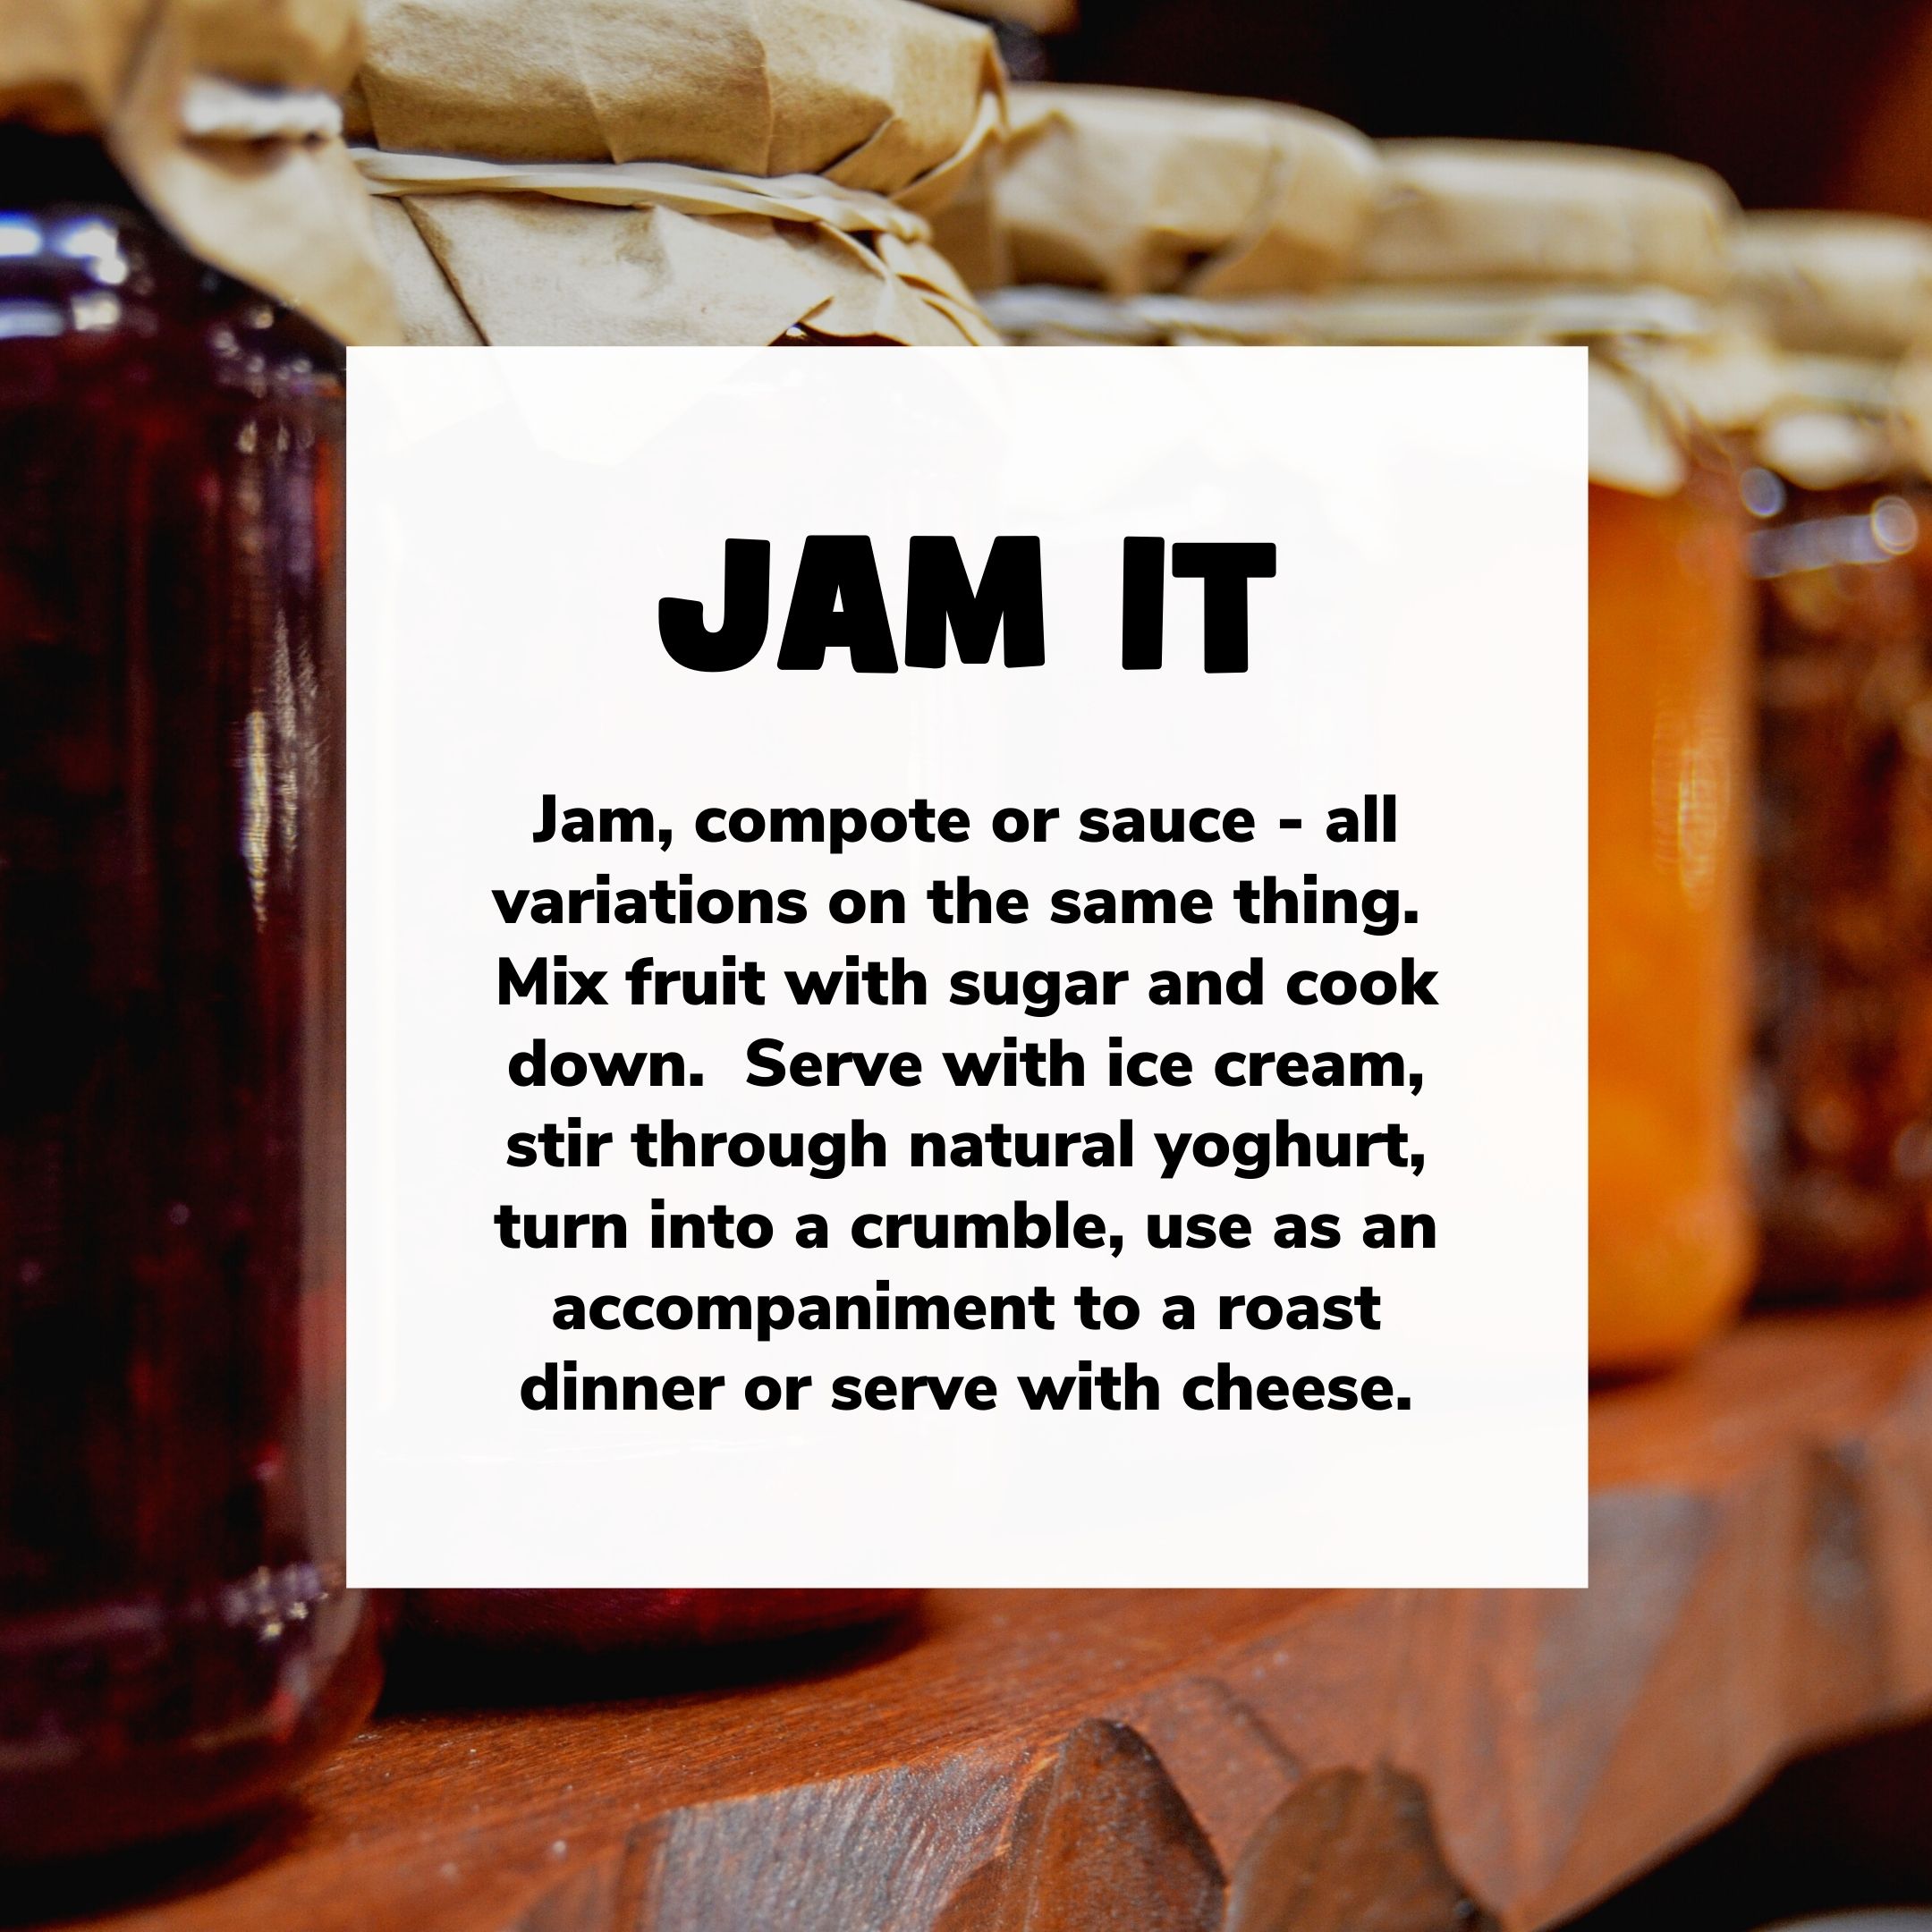 JAM IT
Jam, compote or sauce - all
variations on the same thing.
Mix fruit with sugar and cook
down.  Serve with ice cream,
stir through natural yoghurt,
turn into a crumble, use as an
accompaniment to a roast
dinner or serve with cheese.